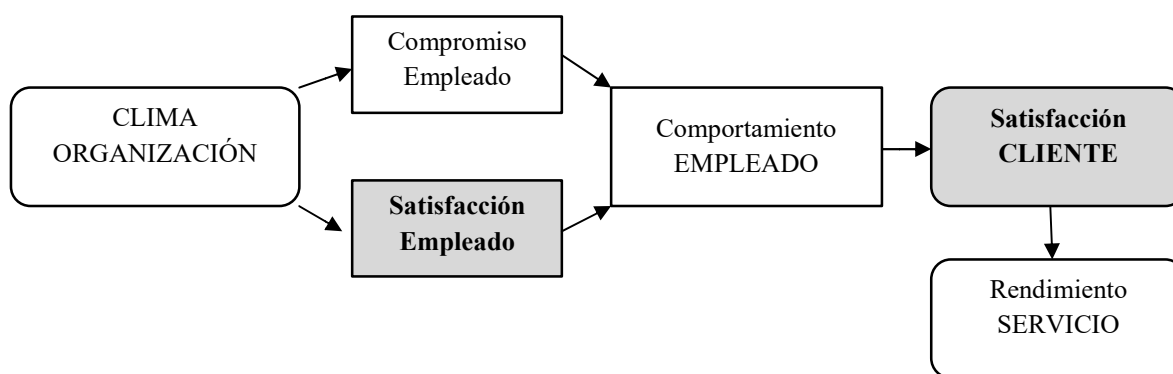 Compromiso
Empleado
CLIMA
ORGANIZACIÓN
Satisfacción
Empleado
Comportamiento
EMPLEADO
Satisfacción
CLIENTE
Rendimiento
SERVICIO